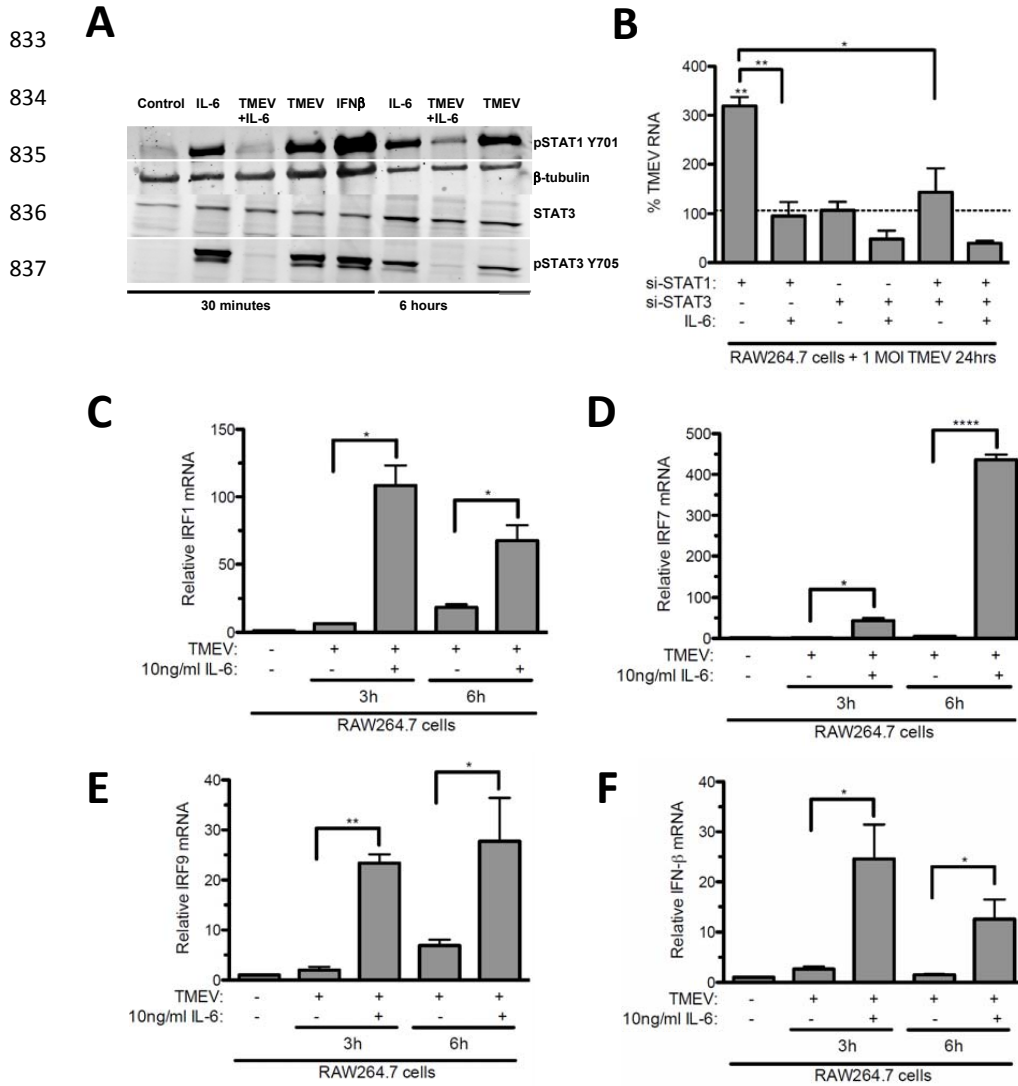 833
834
835
836
837
A
Control IL-6 TMEV +IL-6 TMEV IFNβ IL-6 TMEV +IL-6 TMEV
pSTAT1 Y701
β-tubulin
STAT3
pSTAT3 Y705
30 minutes 6 hours
B
% TMEV RNA
400
300
200
100
0
*
**
**
si-STAT1: + + - - + +
si-STAT3: - - + + + +
IL-6: - + - + - +
RAW264.7 cells + 1 MOI TMEV 24hrs
C
Relative IRF1 mRNA
150
100
50
0
*
*
TMEV: - + + + +
10ng/ml IL-6: - - + - +
3h 6h
RAW264.7 cells
D
Relative IRF7 mRNA
500
400
300
200
100
0
*
****
TMEV: - + + + +
10ng/ml IL-6: - - + - +
3h 6h
RAW264.7 cells
E
Relative IRF9 mRNA
40
30
20
10
0
**
*
TMEV: - + + + +
10ng/ml IL-6: - - + - +
3h 6h
RAW264.7 cells
F
Relative IFN-β mRNA
40
30
20
10
0
*
*
TMEV: - + + + +
10ng/ml IL-6: - - + - +
3h 6h
RAW264.7 cells